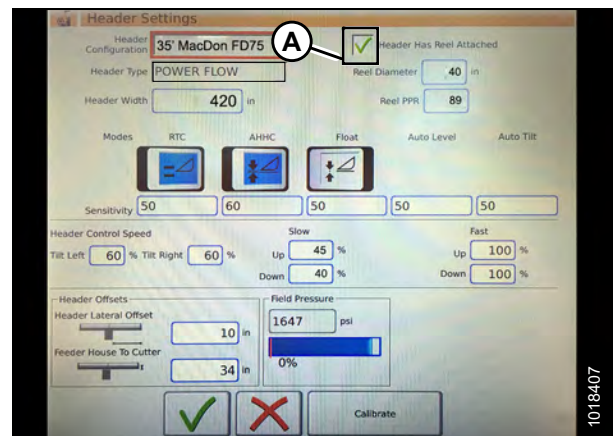 Header Settings
Header Configuration 35' MacDon FD75
A
Header Has Reel Attached
Header Type POWER FLOW
Reel Diameter 40 in
Header Width 420 in
Reel PPR 89
Modes RTC AHHC Float Auto Level Auto Tilt
Sensitivity 50 60 50 50 50
Header Control Speed Slow Fast
Tilt Left 60 % Tilt Right 60 % Up 45 % Up 100 %
Down 40 % Down 100 %
Header Offsets Field Pressure
Header Lateral Offset
10 in
1647 psi
Feeder House To Cutter
34 in
0%
Calibrate
1018407